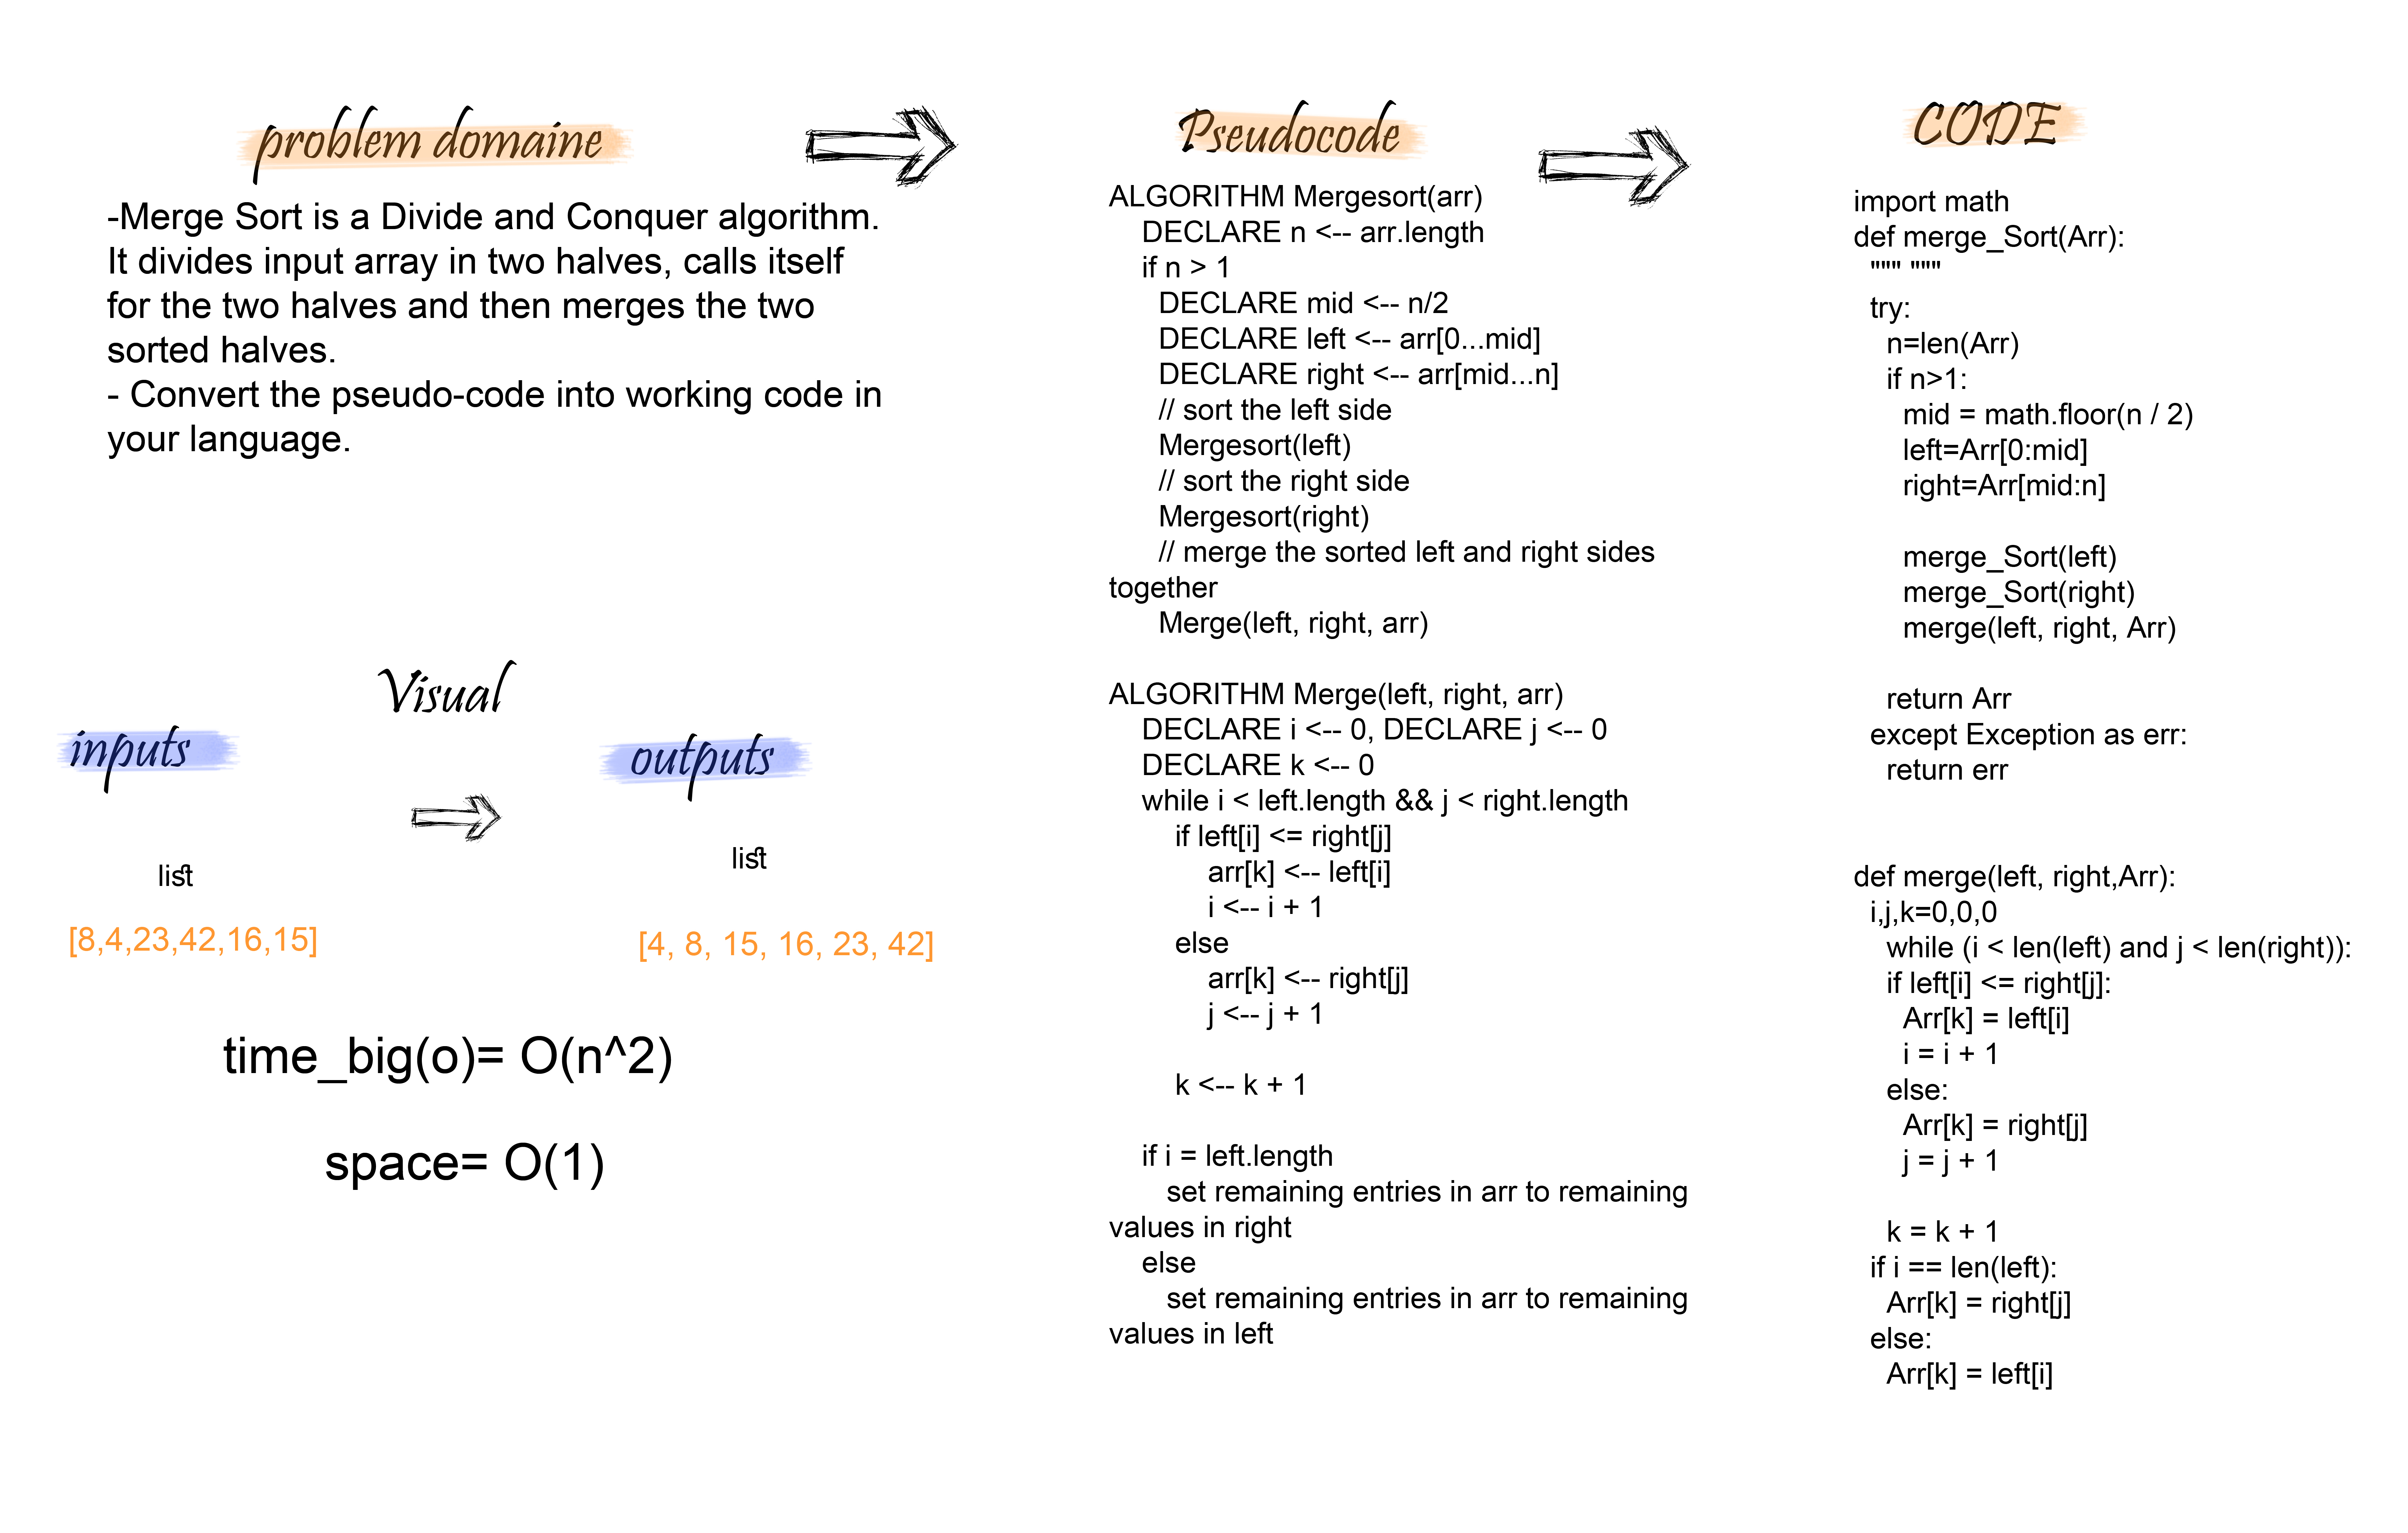 problem domaine
-Merge Sort is a Divide and Conquer algorithm.
It divides input array in two halves, calls itself
for the two halves and then merges the two
sorted halves.
- Convert the pseudo-code into working code in
your language.
Visual
inputs
outputs
list
list
[8,4,23,42,16,15]
[4, 8, 15, 16, 23, 42]
time_big(o)= O(n^2)
space= O(1)
Pseudocode
ALGORITHM Mergesort(arr)
    DECLARE n <-- arr.length
    if n > 1
      DECLARE mid <-- n/2
      DECLARE left <-- arr[0...mid]
      DECLARE right <-- arr[mid...n]
      // sort the left side
      Mergesort(left)
      // sort the right side
      Mergesort(right)
      // merge the sorted left and right sides
together
      Merge(left, right, arr)
ALGORITHM Merge(left, right, arr)
    DECLARE i <-- 0, DECLARE j <-- 0
    DECLARE k <-- 0
    while i < left.length && j < right.length
        if left[i] <= right[j]
            arr[k] <-- left[i]
            i <-- i + 1
        else
            arr[k] <-- right[j]
            j <-- j + 1
        k <-- k + 1
    if i = left.length
       set remaining entries in arr to remaining
values in right
    else
       set remaining entries in arr to remaining
values in left
CODE
import math
def merge_Sort(Arr):
  """ """
  try:
    n=len(Arr)
    if n>1:
      mid = math.floor(n / 2)
      left=Arr[0:mid]
      right=Arr[mid:n]
      merge_Sort(left)
      merge_Sort(right)
      merge(left, right, Arr)
    return Arr
  except Exception as err:
    return err
def merge(left, right,Arr):
  i,j,k=0,0,0
    while (i < len(left) and j < len(right)):
    if left[i] <= right[j]:
      Arr[k] = left[i]
      i = i + 1
    else:
      Arr[k] = right[j]
      j = j + 1
    k = k + 1
  if i == len(left):
    Arr[k] = right[j]
  else:
    Arr[k] = left[i]